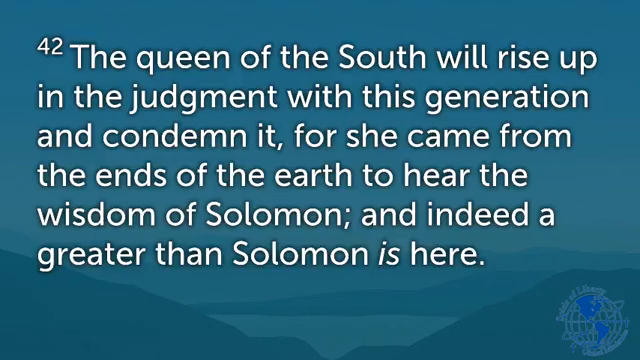 42 The queen of the South will rise up
in the judgment with this generation
and condemn it, for she came from
the ends of the earth to hear the
wisdom of Solomon; and indeed a
greater than Solomon is here.